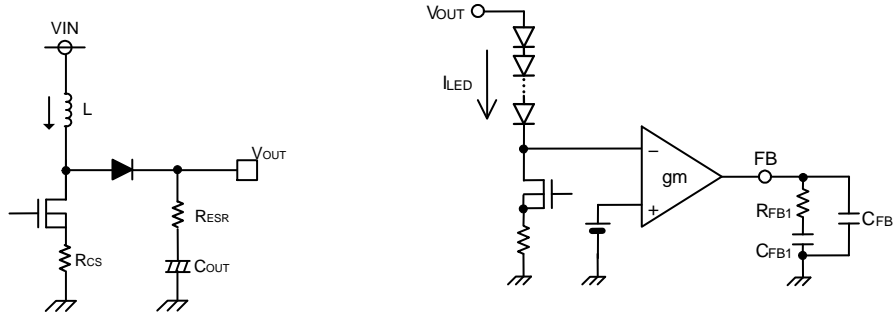 VIN
L
VOUT
RESR
RCS
COUT
VOUT
ILED
−
gm
+
FB
RFB1
CFB1
CFB